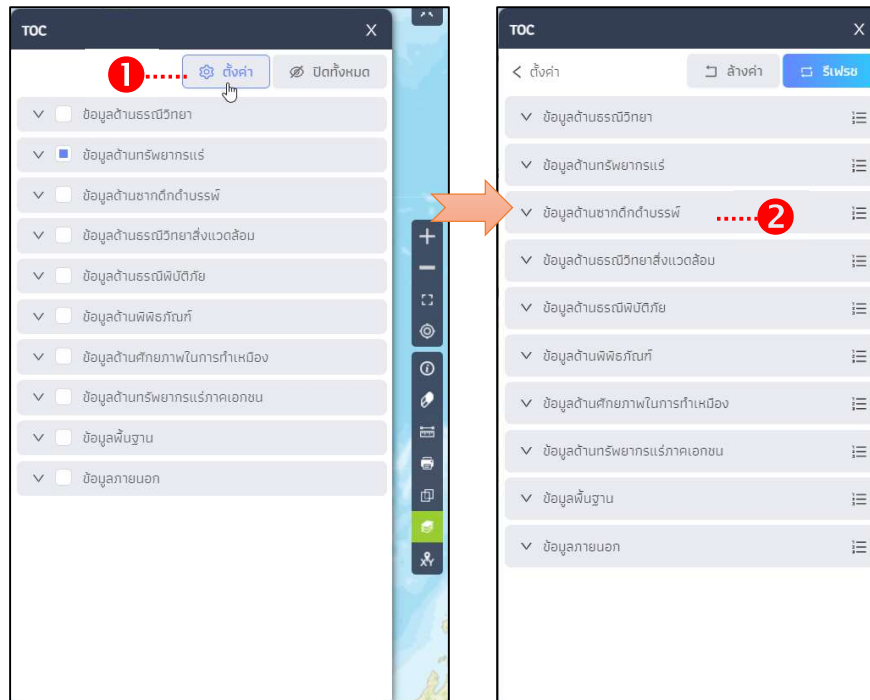 TOC X
1 ตั้งค่า ปิดทั้งหมด
ข้อมูลด้านธรณีวิทยา
ข้อมูลด้านทรัพยากรแร่
ข้อมูลด้านซากดึกดำบรรพ์
ข้อมูลด้านธรณีวิทยาสิ่งแวดล้อม
ข้อมูลด้านธรณีพิบัติภัย
ข้อมูลด้านพิพิธภัณฑ์
ข้อมูลด้านศักยภาพในการทำเหมือง
ข้อมูลด้านทรัพยากรแร่ภาคเอกชน
ข้อมูลพื้นฐาน
ข้อมูลภายนอก
TOC X
ตั้งค่า ล้างค่า รีเฟรช
ข้อมูลด้านธรณีวิทยา
ข้อมูลด้านทรัพยากรแร่
ข้อมูลด้านซากดึกดำบรรพ์ 2
ข้อมูลด้านธรณีวิทยาสิ่งแวดล้อม
ข้อมูลด้านธรณีพิบัติภัย
ข้อมูลด้านพิพิธภัณฑ์
ข้อมูลด้านศักยภาพในการทำเหมือง
ข้อมูลด้านทรัพยากรแร่ภาคเอกชน
ข้อมูลพื้นฐาน
ข้อมูลภายนอก